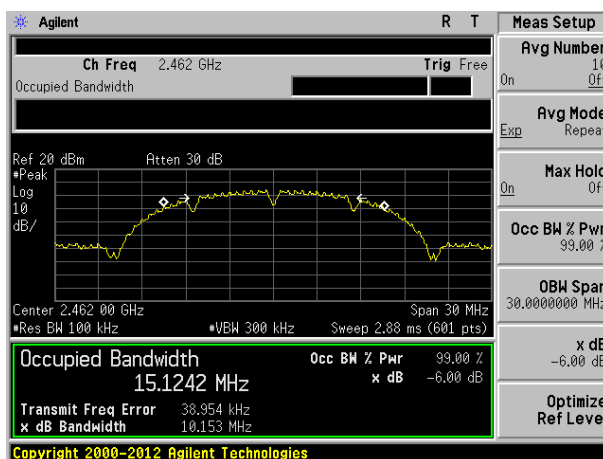 Agilent R T
Ch Freq 2.462 GHz Trig Free
Occupied Bandwidth
Ref 20 dBm Atten 30 dB
#Peak
Log
10
dB/
Center 2.462 00 GHz Span 30 MHz
#Res BW 100 kHz #VBW 300 kHz Sweep 2.88 ms (601 pts)
Occupied Bandwidth
15.1242 MHz
Occ BW % Pwr 99.00 %
x dB -6.00 dB
Transmit Freq Error 38.954 kHz
x dB Bandwidth 10.153 MHz
Copyright 2000-2012 Agilent Technologies
Meas Setup
Avg Number
10
On Of
Avg Mode
Exp Repeat
Max Hold
On Of
Occ BW % Pwr
99.00 %
OBW Span
30.0000000 MHz
x dB
-6.00 dB
Optimize
Ref Level